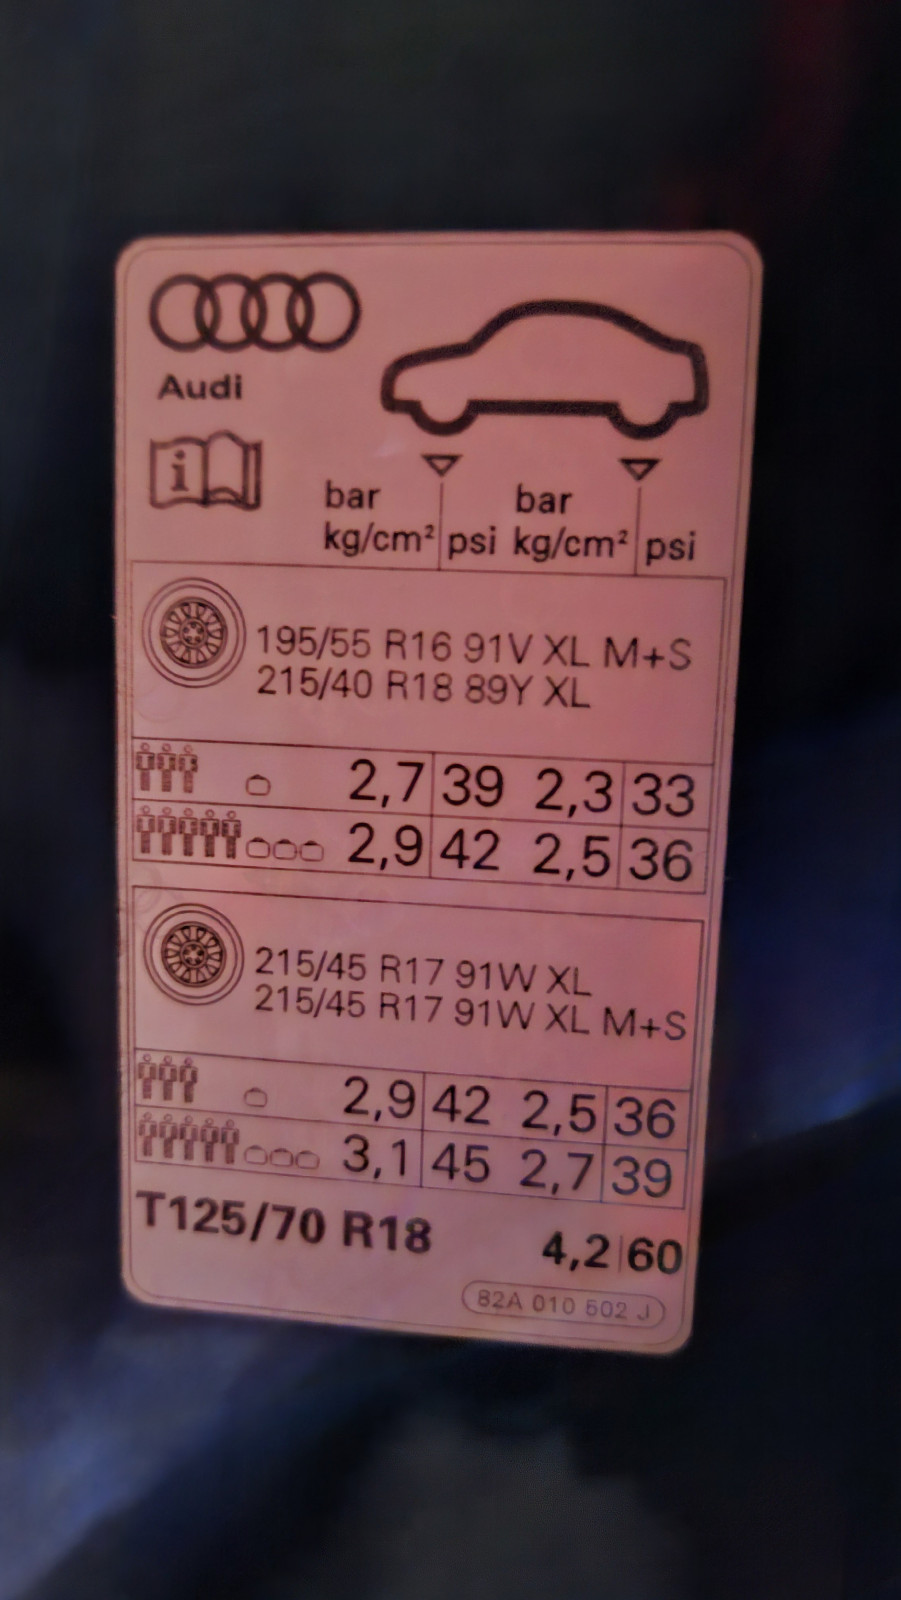 Audi
i
bar bar
kg/cm² psi kg/cm² psi
195/55 R16 91V XL M+S
215/40 R18 89Y XL
2,7 39 2,3 33
2,9 42 2,5 36
215/45 R17 91W XL
215/45 R17 91W XL M+S
2,9 42 2,5 36
3,1 45 2,7 39
T125/70 R18 4,2 60
82A 010 502 J